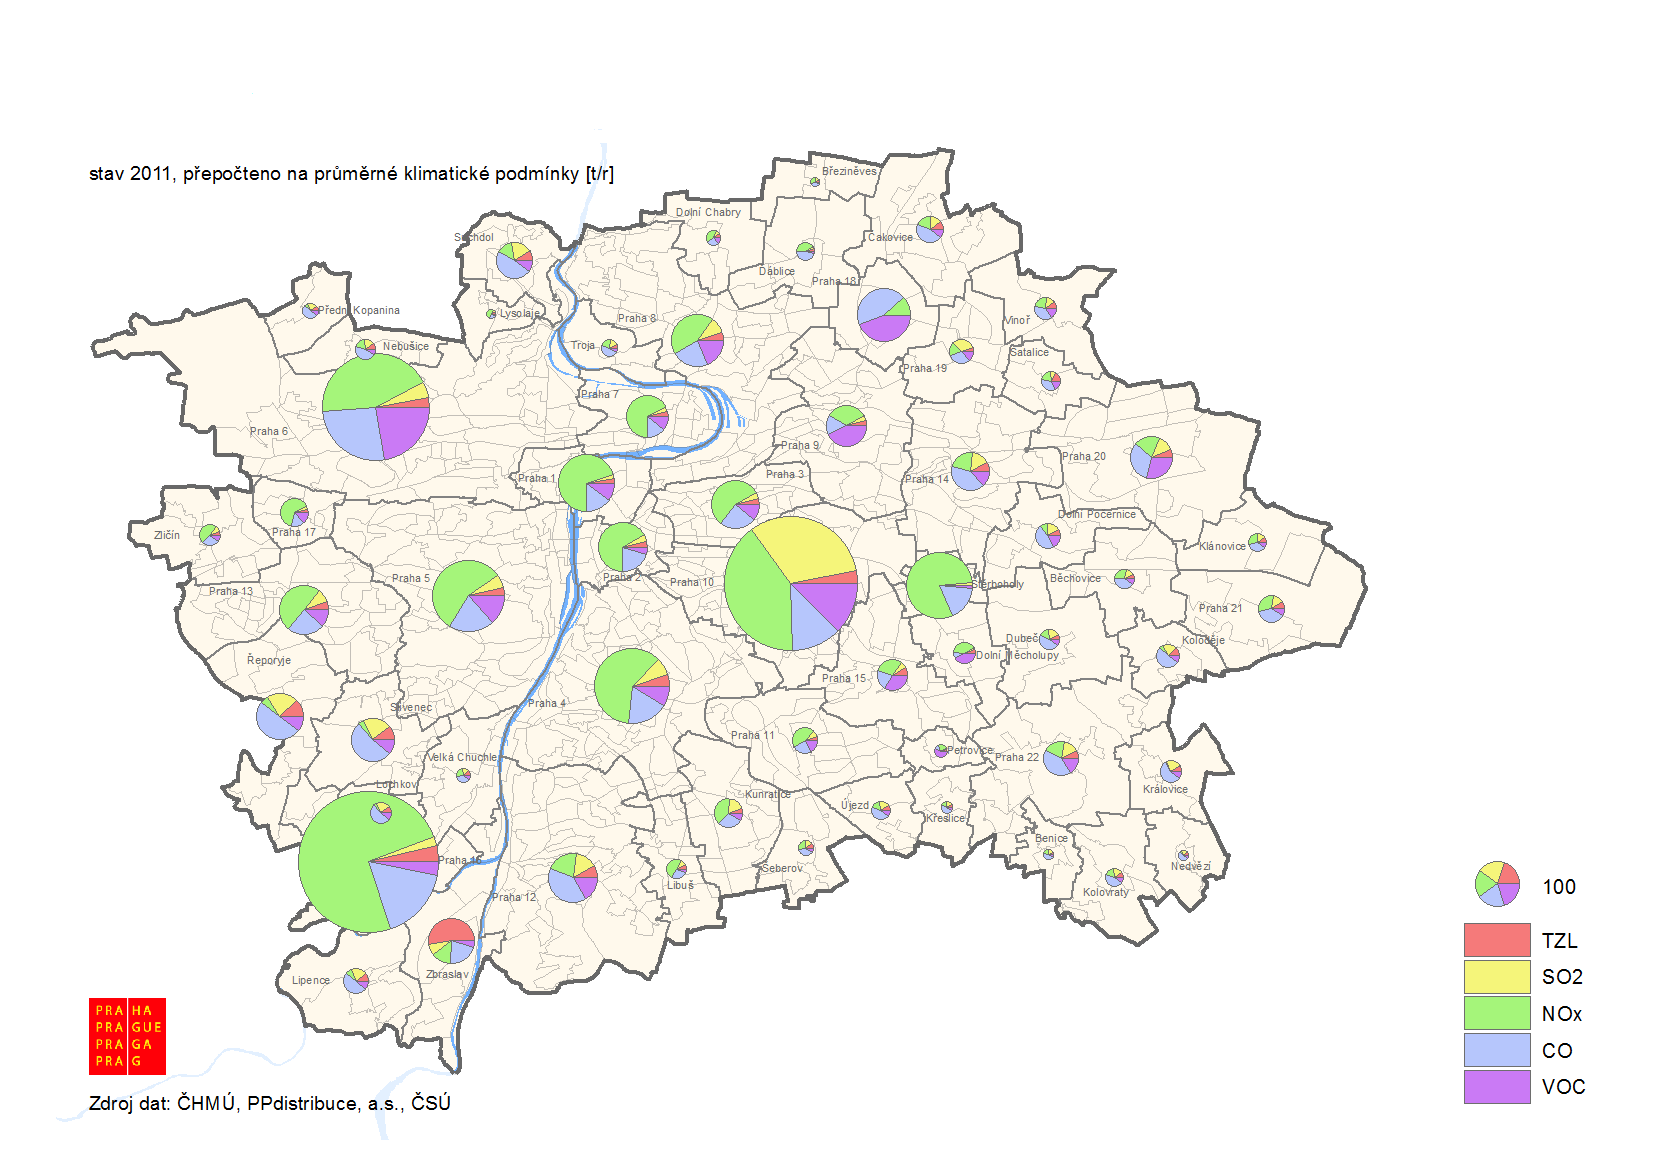 stav 2011, přepočteno na průměrné klimatické podmínky [t/r]
Březiněves
Dolní Chabry
Suchdol
Čakovice
Ďáblice
Praha 18
Přední Kopanina
Lysolaje
Praha 8
Vinoř
Nebušice
Troja
Satalice
Praha 19
Praha 7
Praha 6
Praha 9
Praha 20
Praha 3
Praha 1
Praha 14
Dolní Počernice
Zličín
Praha 17
Klánovice
Praha 5
Praha 2
Praha 10
Štěrboholy
Běchovice
Praha 13
Praha 21
Dubeč
Koloděje
Dolní Měcholupy
Řeporyje
Praha 15
Slivenec
Praha 4
Praha 11
Petrovice
Velká Chuchle
Praha 22
Lochkov
Královice
Kunratice
Újezd
Křeslice
Benice
Praha 16
Šeberov
Nedvězí
Libuš
100
Praha 12
Kolovraty
TZL
Zbraslav
SO2
Lipence
NOx
PRA HA
PRA GUE
PRA GA
PRA G
CO
VOC
Zdroj dat: ČHMÚ, PPdistribuce, a.s., ČSÚ